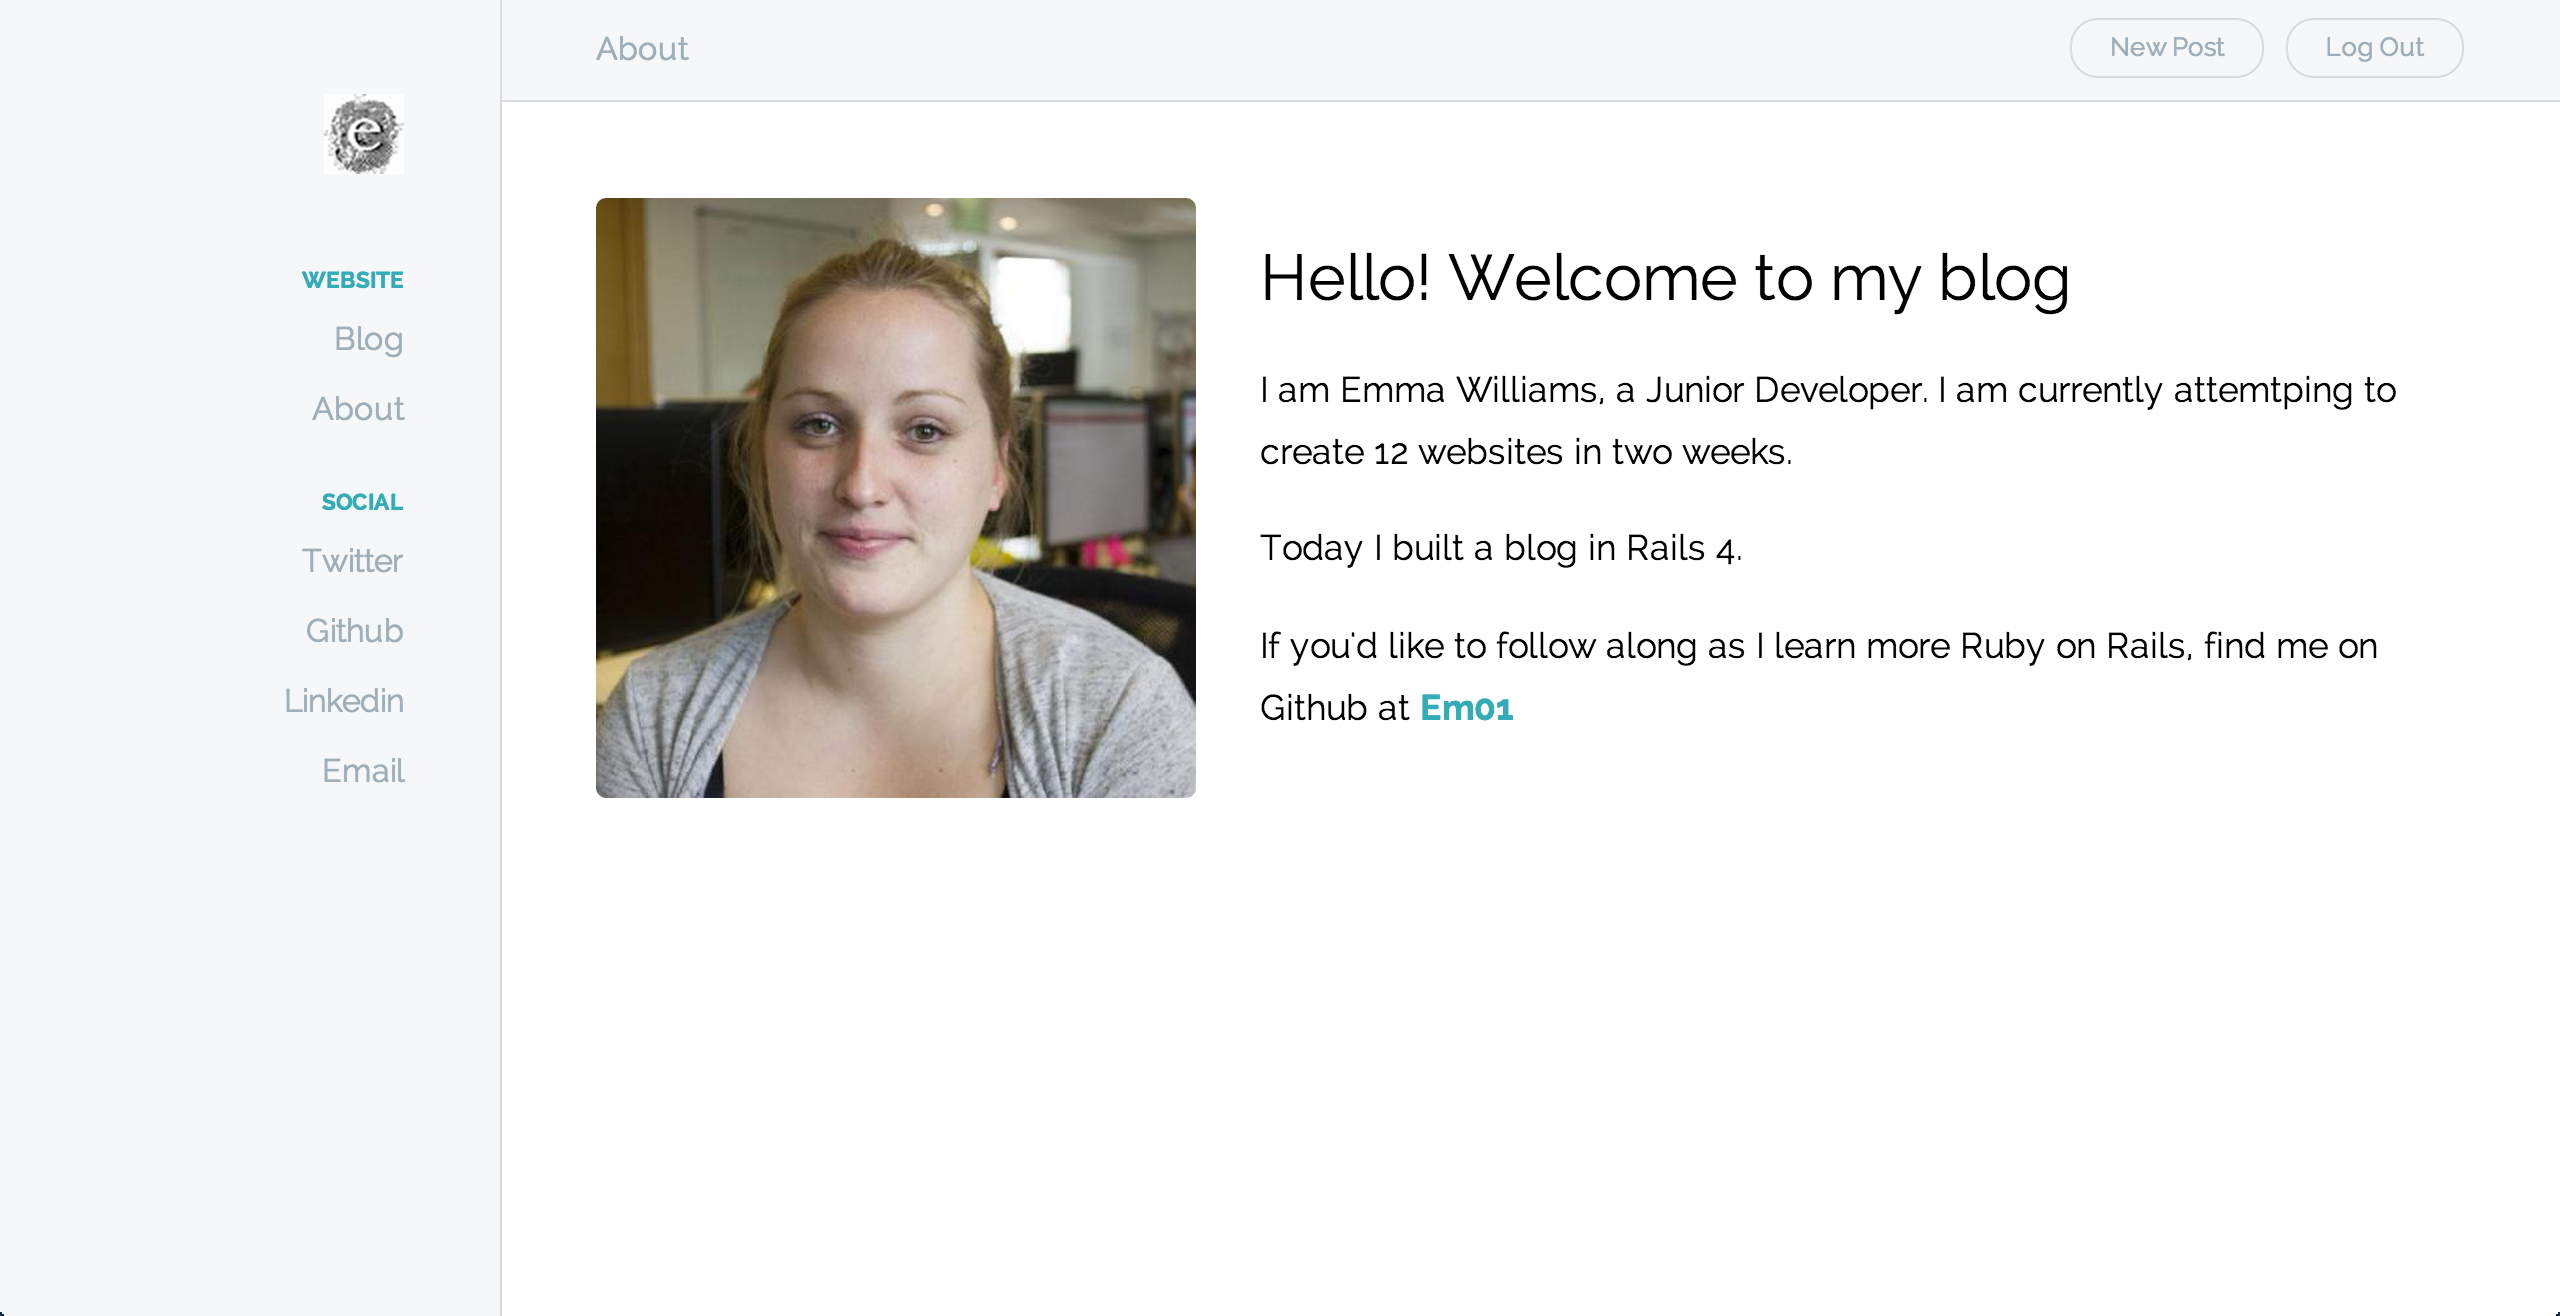 e
WEBSITE
Blog
About
SOCIAL
Twitter
Github
Linkedin
Email
About
New Post
Log Out
Hello! Welcome to my blog
I am Emma Williams, a Junior Developer. I am currently attemtping to
create 12 websites in two weeks.
Today I built a blog in Rails 4.
If you'd like to follow along as I learn more Ruby on Rails, find me on
Github at Em01